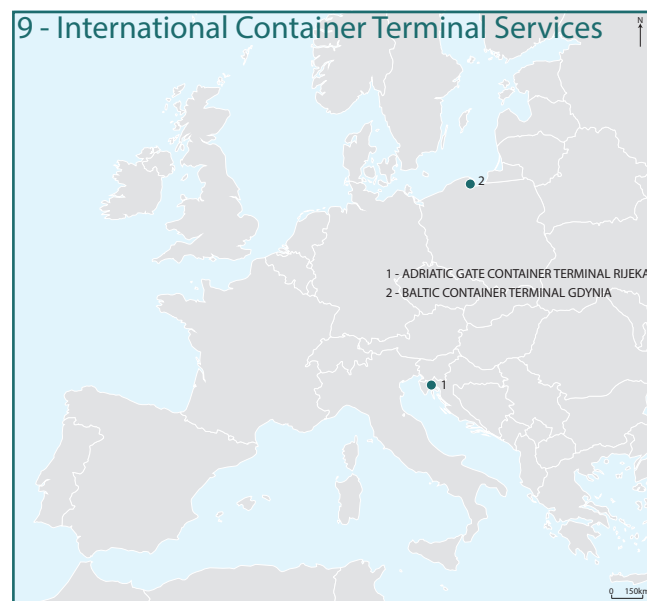 9 - International Container Terminal Services
N
2
1 - ADRIATIC GATE CONTAINER TERMINAL RIJEKA
2 - BALTIC CONTAINER TERMINAL GDYNIA
1
0 150km